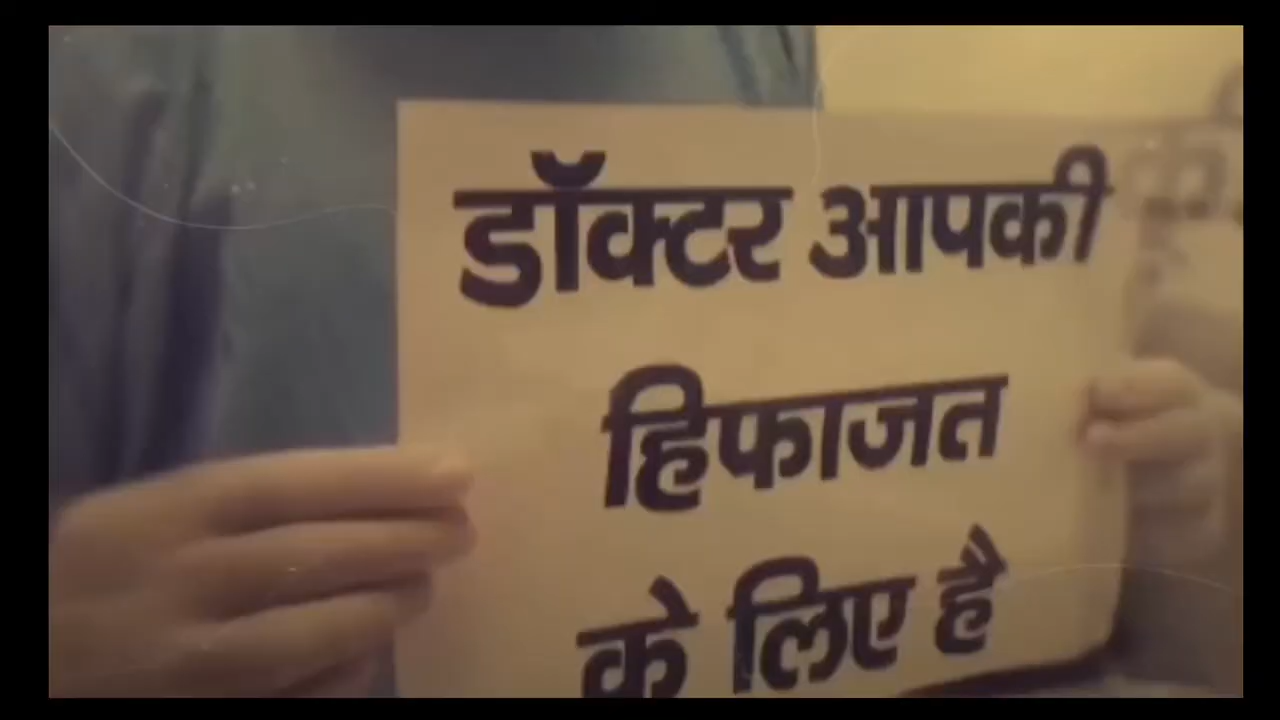 डॉक्टर आपकी
हिफाजत
के लिए है